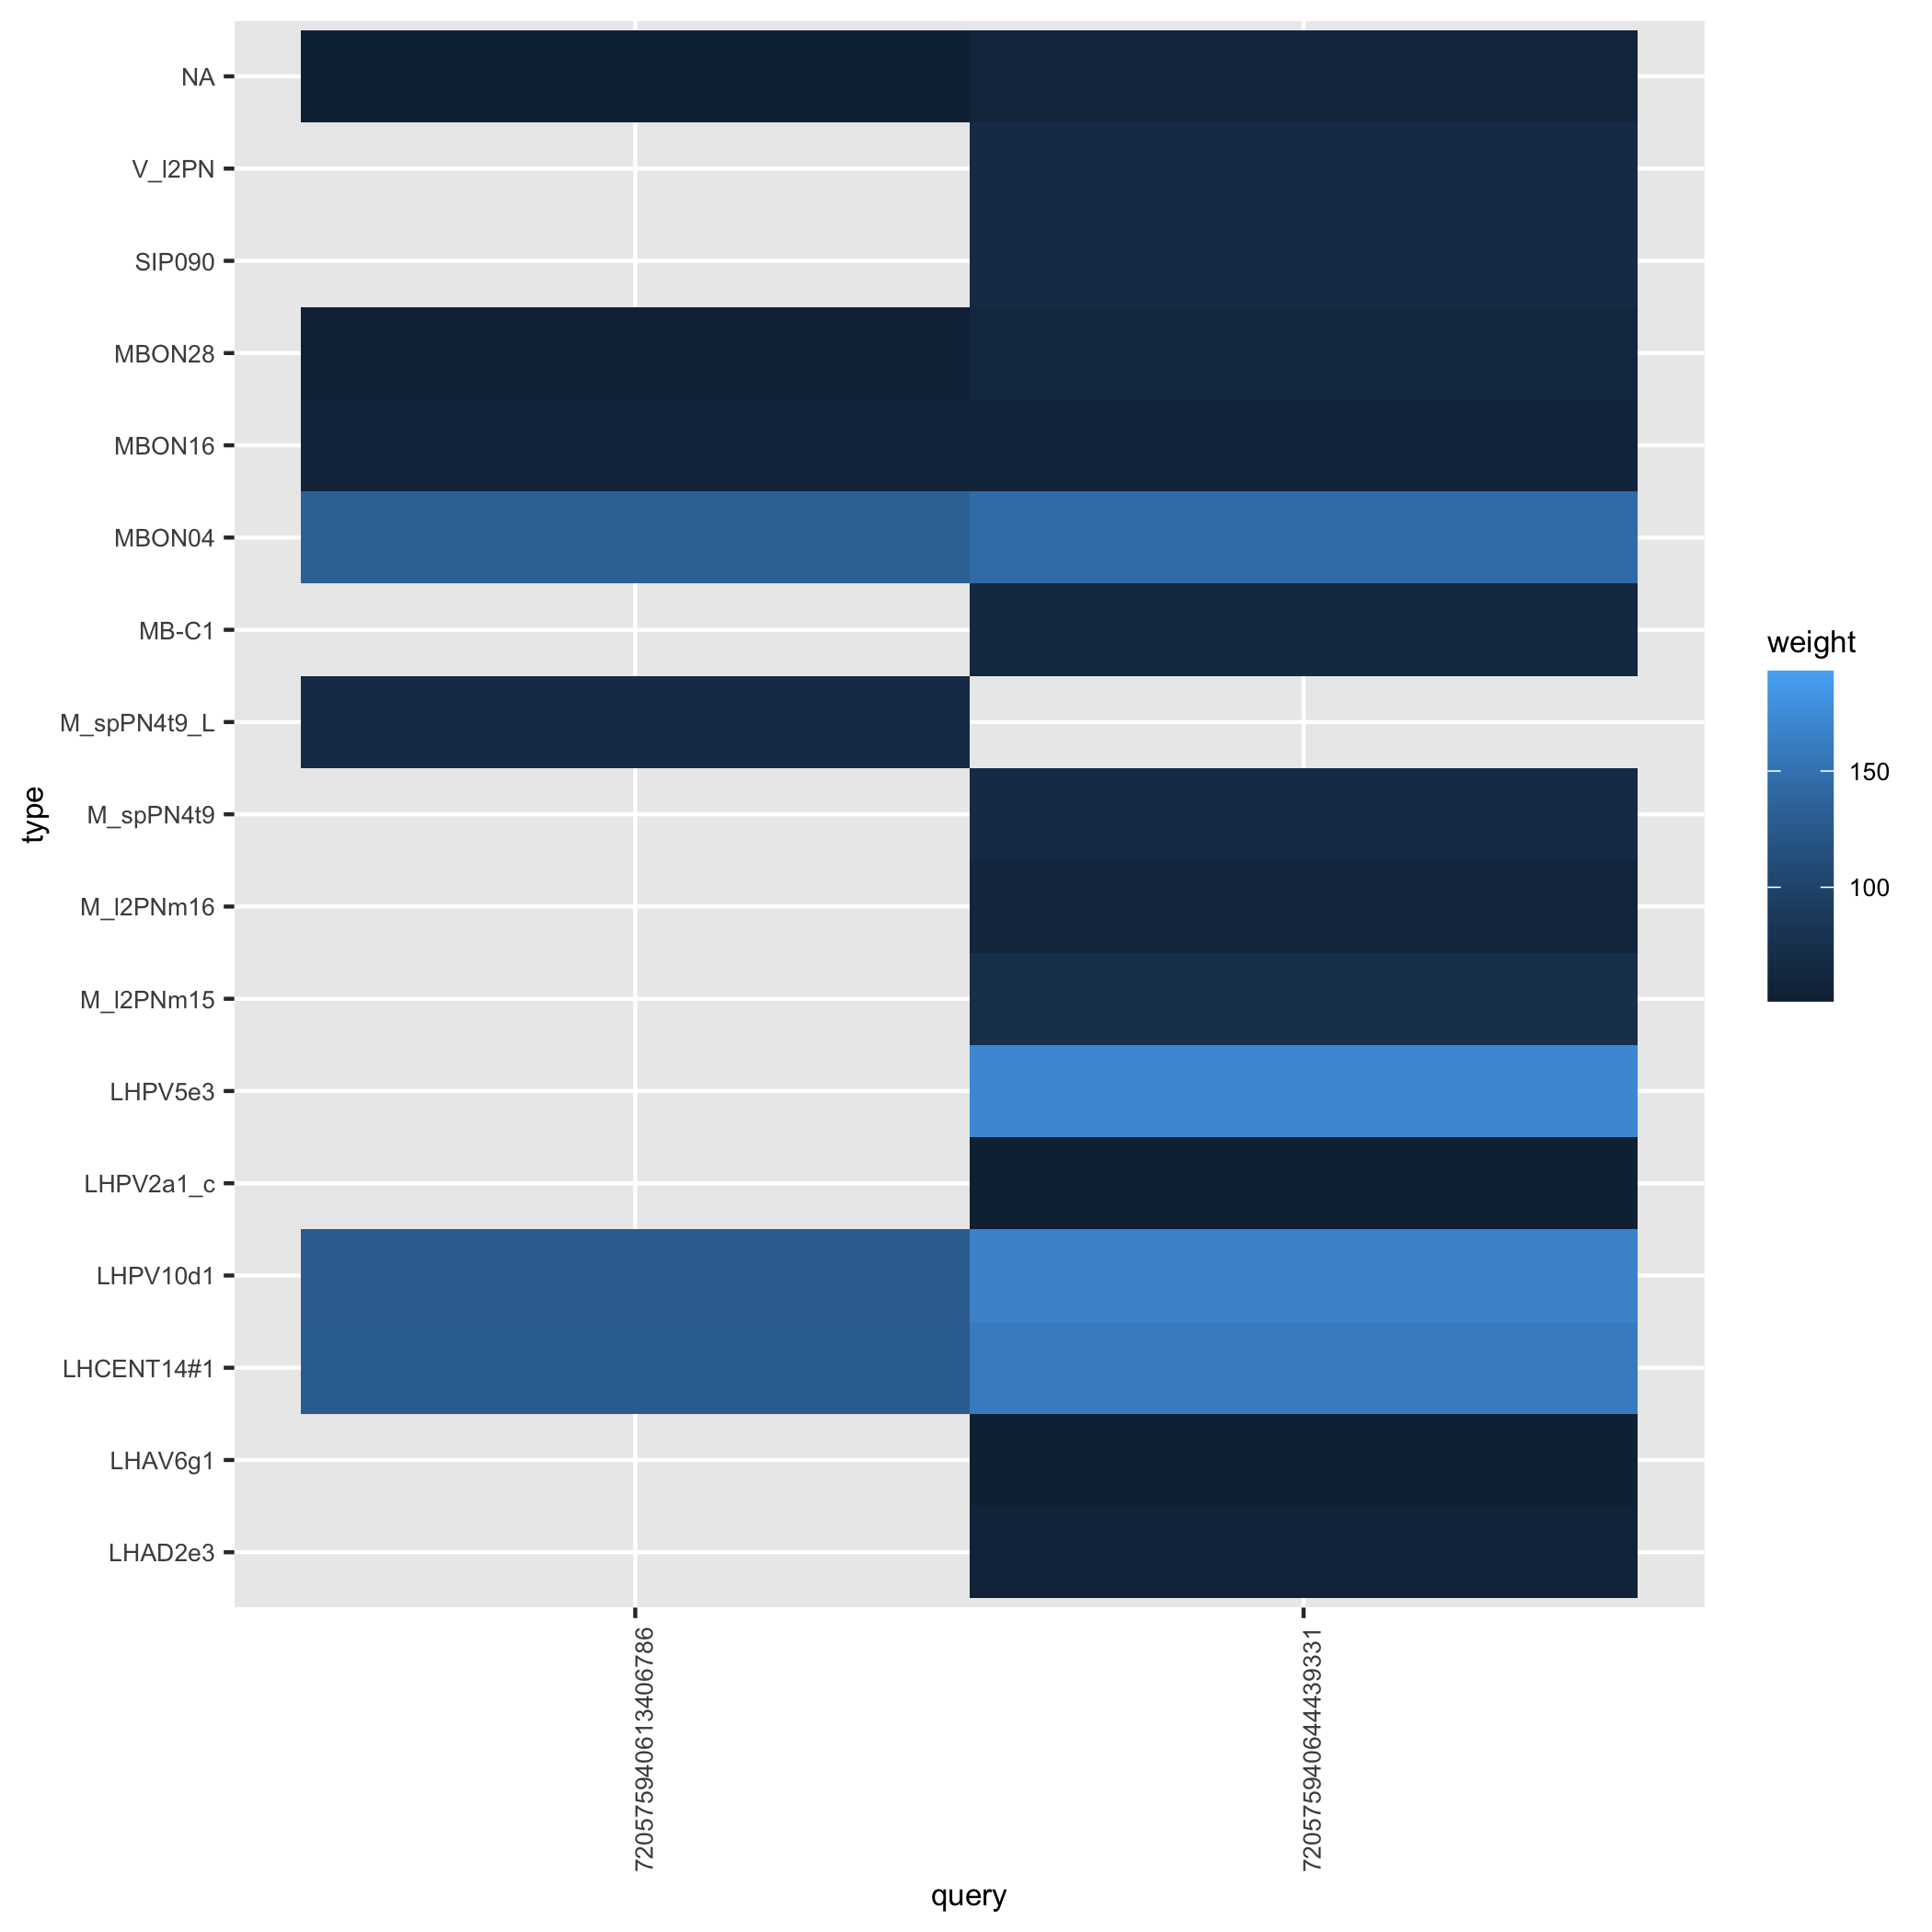 NA
V_l2PN
SIP090
MBON28
MBON16
MBON04
MB-C1
M_spPN4t9_L
M_spPN4t9
M_l2PNm16
M_l2PNm15
LHPV5e3
LHPV2a1_c
LHPV10d1
LHCENT14#1
LHAV6g1
LHAD2e3
type
720575940613406786
720575940644439331
query
weight
150
100